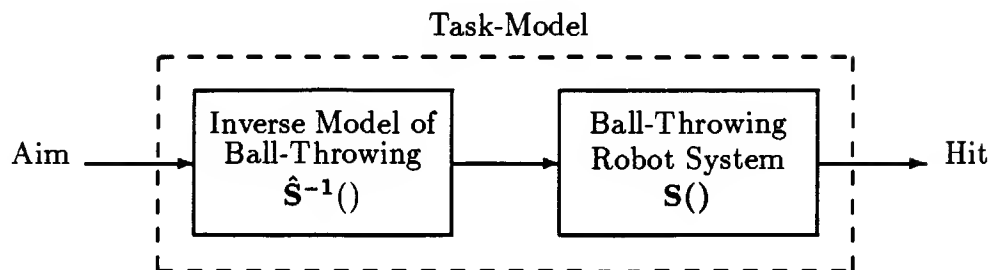 Task-Model
Aim
Inverse Model of
Ball-Throwing
Ŝ⁻¹()
Ball-Throwing
Robot System
S()
Hit